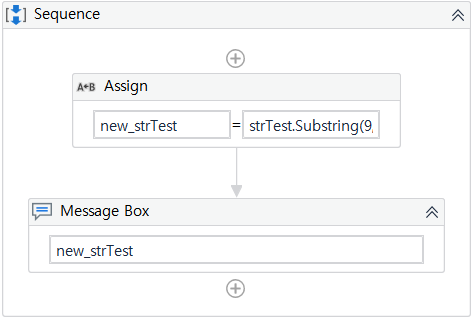 Sequence
A←B Assign
new_strTest = strTest.Substring(9,
Message Box
new_strTest